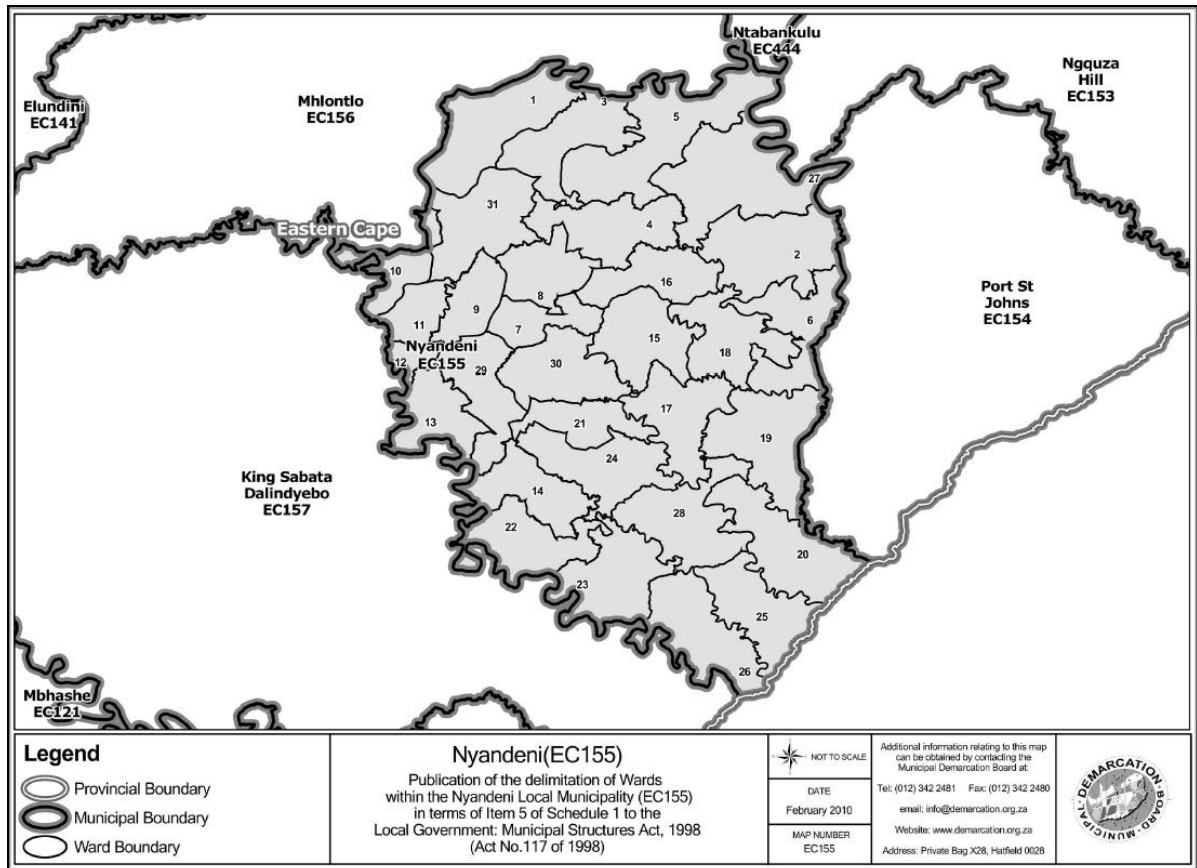 Ntabankulu
EC444
Ngquza
Hill
EC153
Elundini
EC141
Mhlontlo
EC156
1
3
5
27
31
4
Eastern Cape
2
10
16
8
9
11
7
6
Port St
Johns
EC154
15
18
Nyandeni
EC155
12
30
29
17
13
21
19
24
King Sabata
Dalindyebo
EC157
14
28
22
20
23
25
26
Mbhashe
EC121
Legend
Provincial Boundary
Municipal Boundary
Ward Boundary
Nyandeni(EC155)
Publication of the delimitation of Wards
within the Nyandeni Local Municipality (EC155)
in terms of Item 5 of Schedule 1 to the
Local Government: Municipal Structures Act, 1998
(Act No.117 of 1998)
NOT TO SCALE
DATE
February 2010
MAP NUMBER
EC155
Additional information relating to this map
can be obtained by contacting the
Municipal Demarcation Board at:
Tel: (012) 342 2481 Fax: (012) 342 2480
email: info@demarcation.org.za
Website: www.demarcation.org.za
Address: Private Bag X28, Hatfield 0028
MUNICIPAL DEMARCATION BOARD